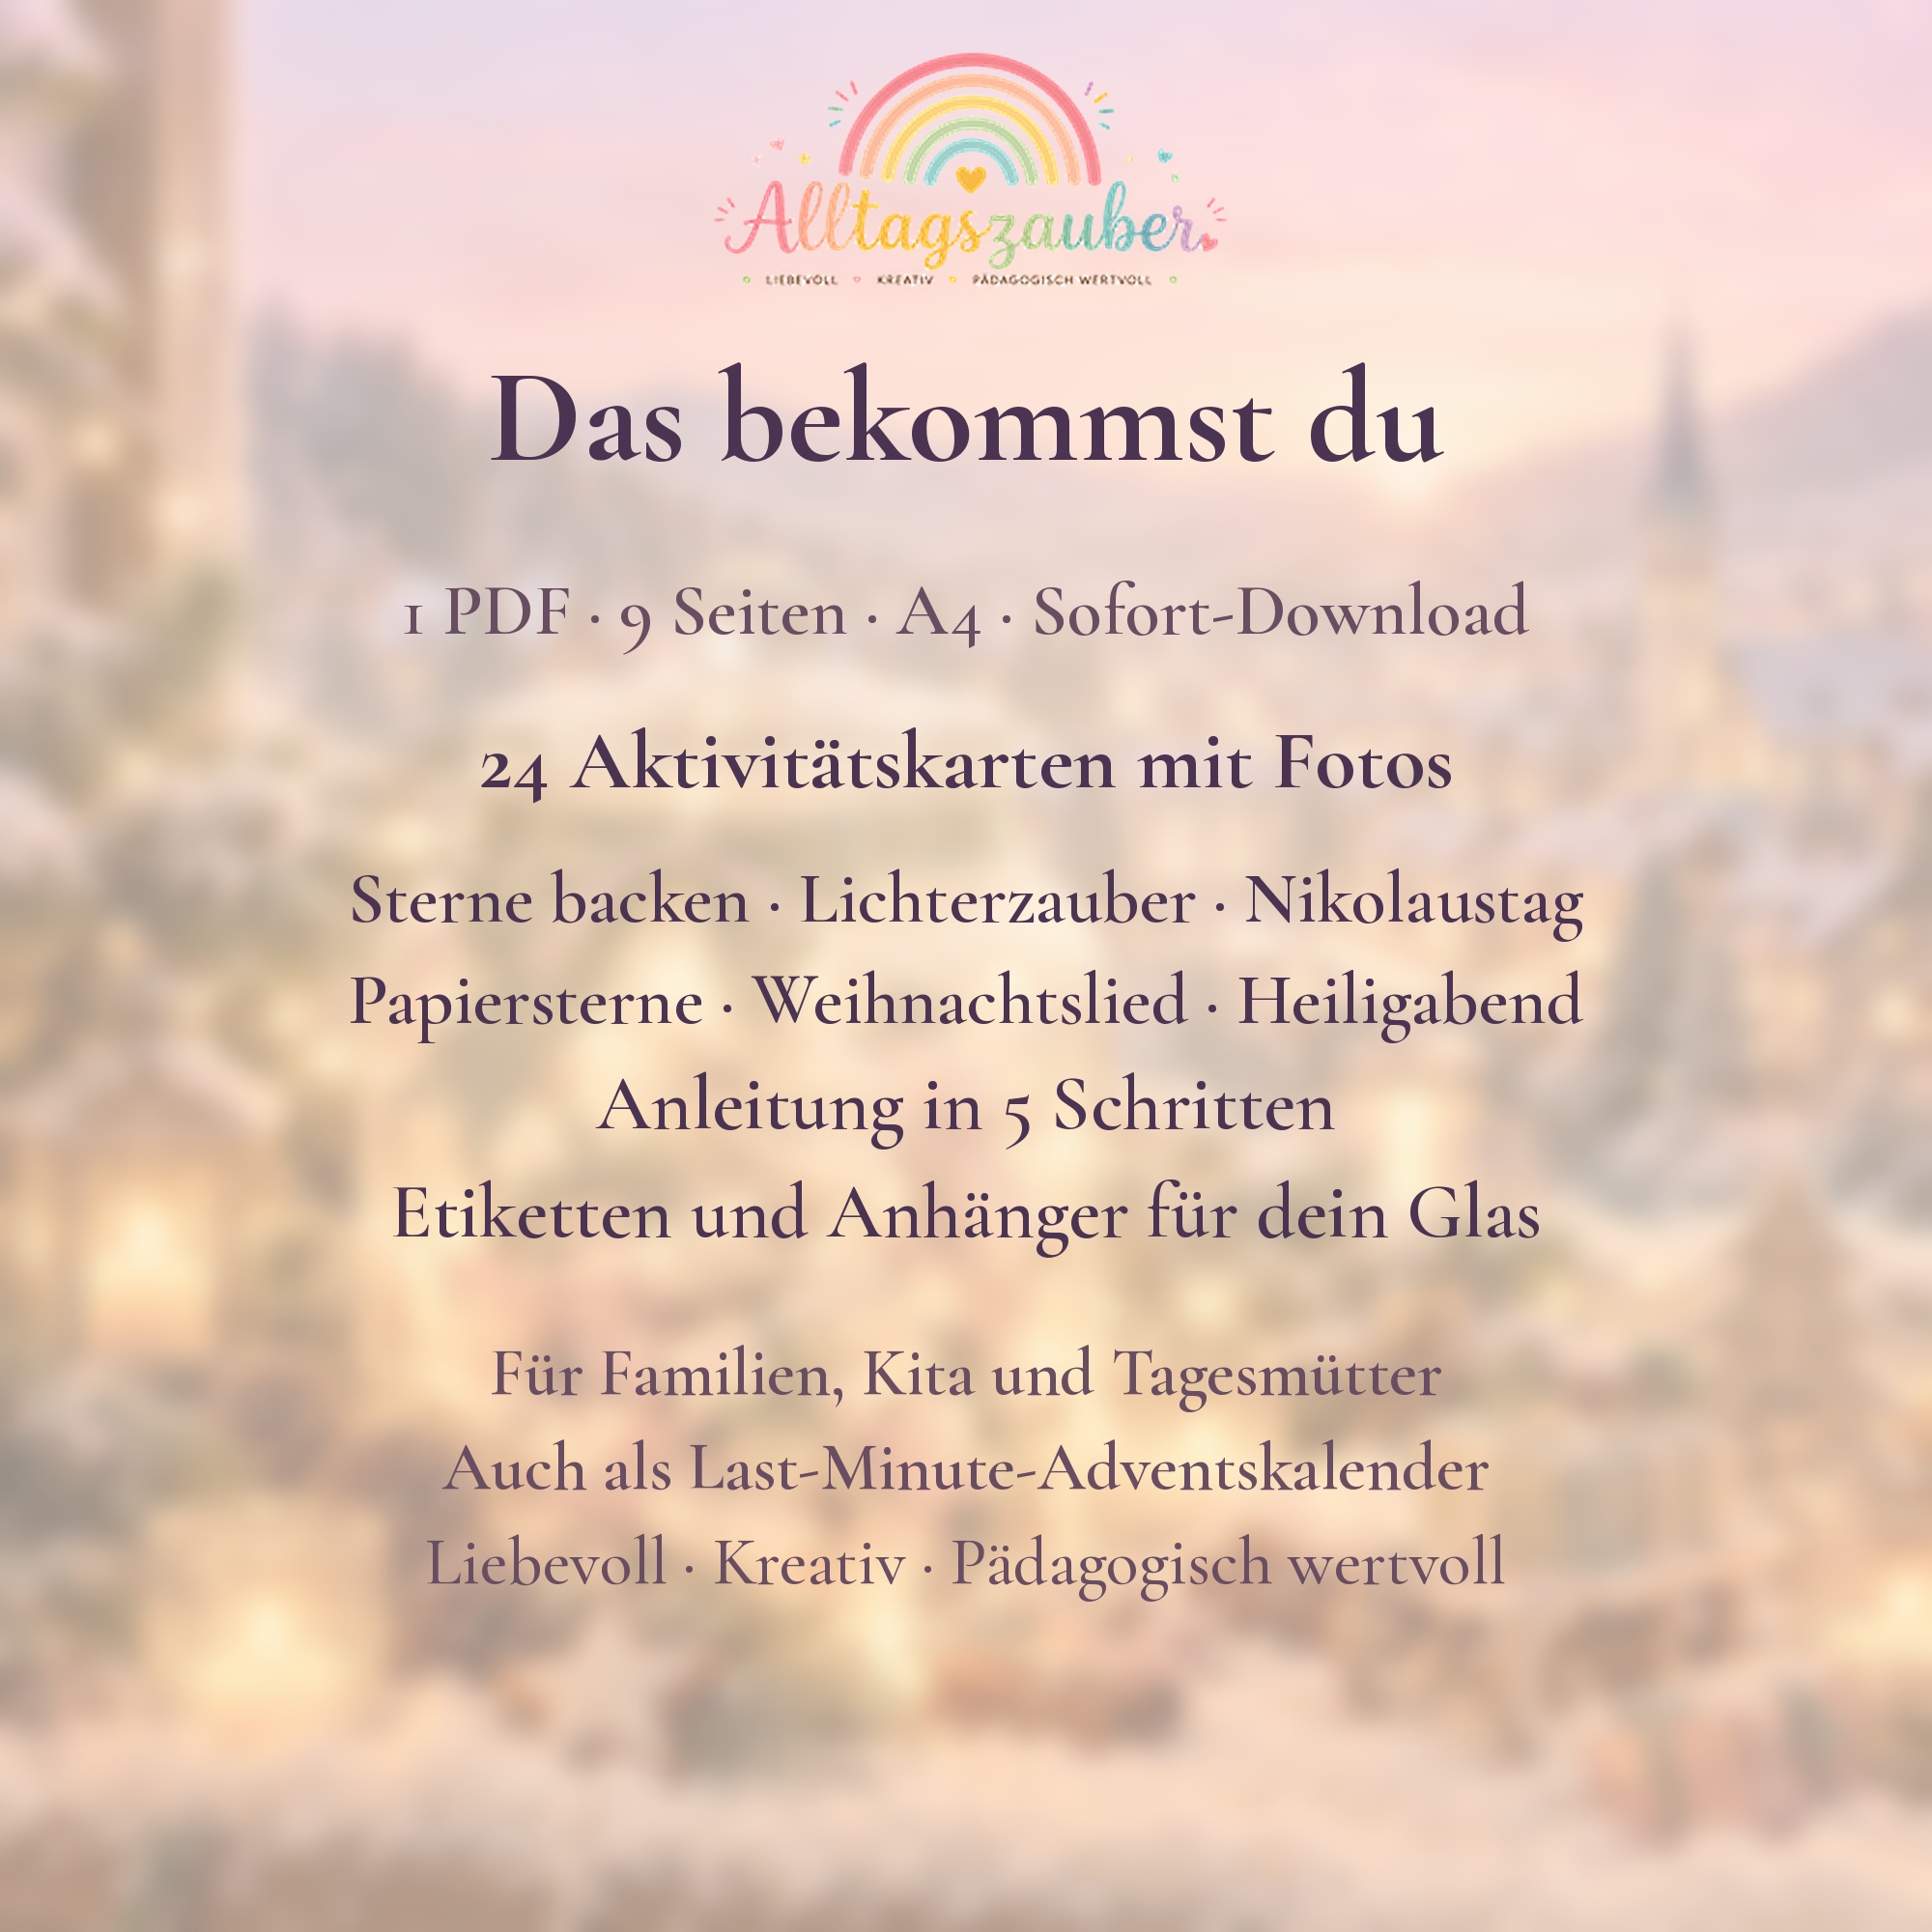 Alltagszauber
LIEBEVOLL KREATIV PÄDAGOGISCH WERTVOLL
Das bekommst du
1 PDF · 9 Seiten · A4 · Sofort-Download
24 Aktivitätskarten mit Fotos
Sterne backen · Lichterzauber · Nikolaustag
Papiersterne · Weihnachtslied · Heiligabend
Anleitung in 5 Schritten
Etiketten und Anhänger für dein Glas
Für Familien, Kita und Tagesmütter
Auch als Last-Minute-Adventskalender
Liebevoll · Kreativ · Pädagogisch wertvoll